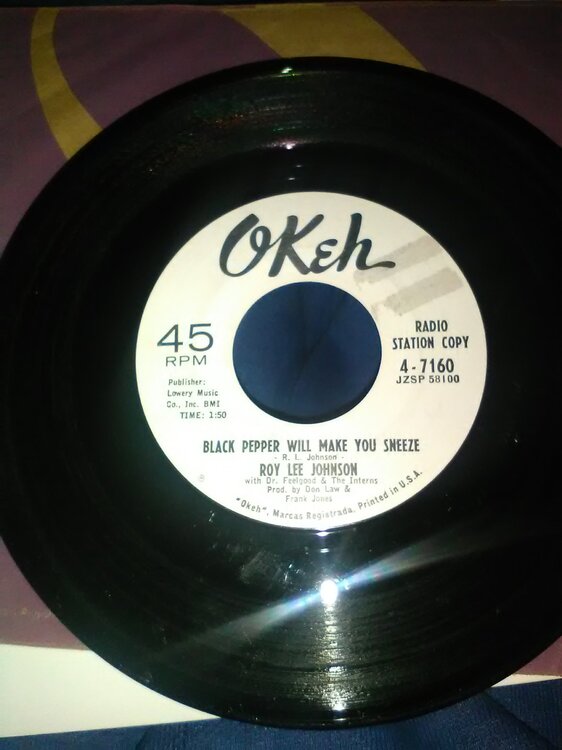 OKeh
45
RPM
RADIO
STATION COPY
4-7160
JZSP 58100
Publisher:
Lowery Music
Co., Inc. BMI
TIME: 1:50
BLACK PEPPER WILL MAKE YOU SNEEZE
- R. L. Johnson -
ROY LEE JOHNSON
with Dr. Feelgood & The Interns
Prod. by Don Law &
Frank Jones
"Okeh", Marcas Registrada. Printed in U.S.A.